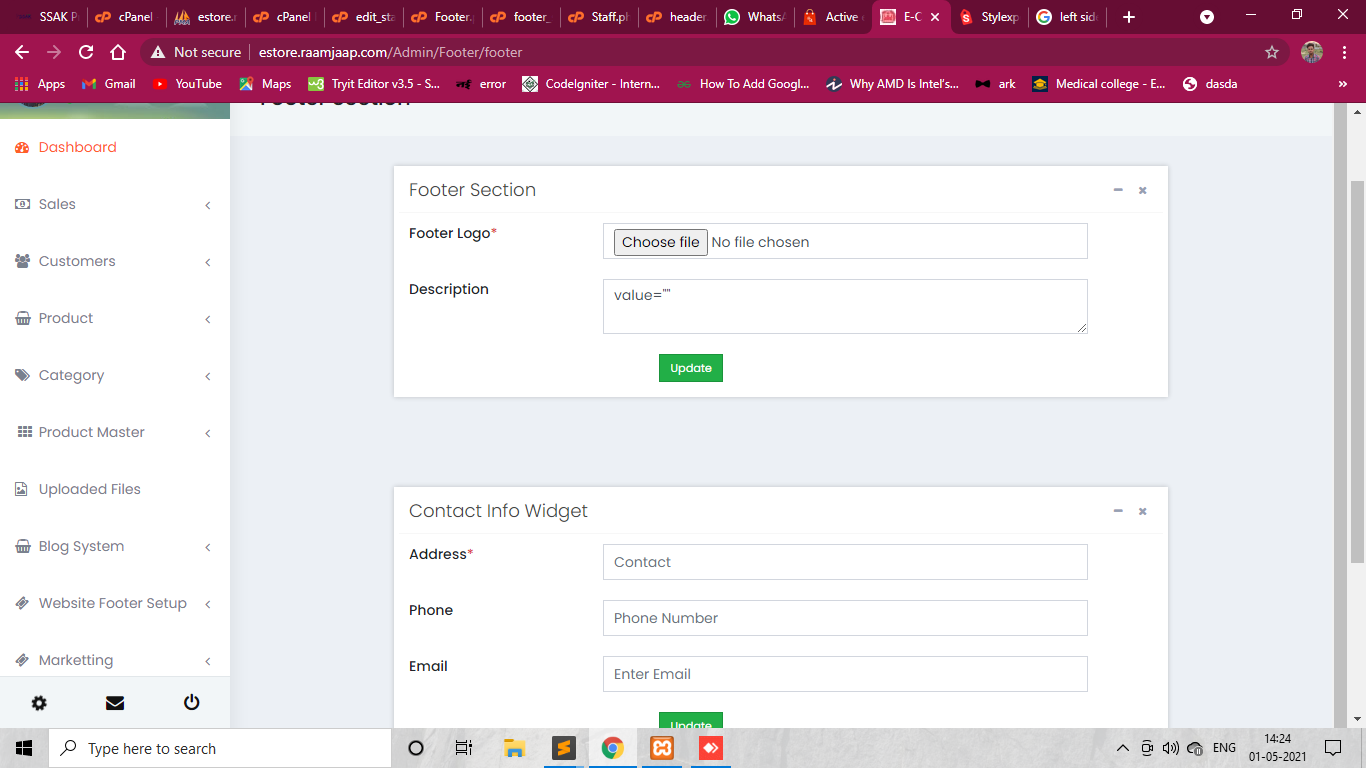 SSAK P
cPanel
estore.r
cPanel
edit_sta
Footer.
footer_
Staff.pl
header
WhatsA
Active
E-C
Stylexp
left side
Not secure
estore.raamjaap.com/Admin/Footer/footer
Apps
Gmail
YouTube
Maps
Tryit Editor v3.5 - S...
error
CodeIgniter - Intern...
How To Add Googl...
Why AMD Is Intel's...
ark
Medical college - E...
dasda
Footer Section
Dashboard
Sales
Customers
Product
Category
Product Master
Uploaded Files
Blog System
Website Footer Setup
Marketting
Footer Section
Footer Logo*
Choose file No file chosen
Description
value=""
Update
Contact Info Widget
Address*
Contact
Phone
Phone Number
Email
Enter Email
Update
Type here to search
ENG
14:24
01-05-2021